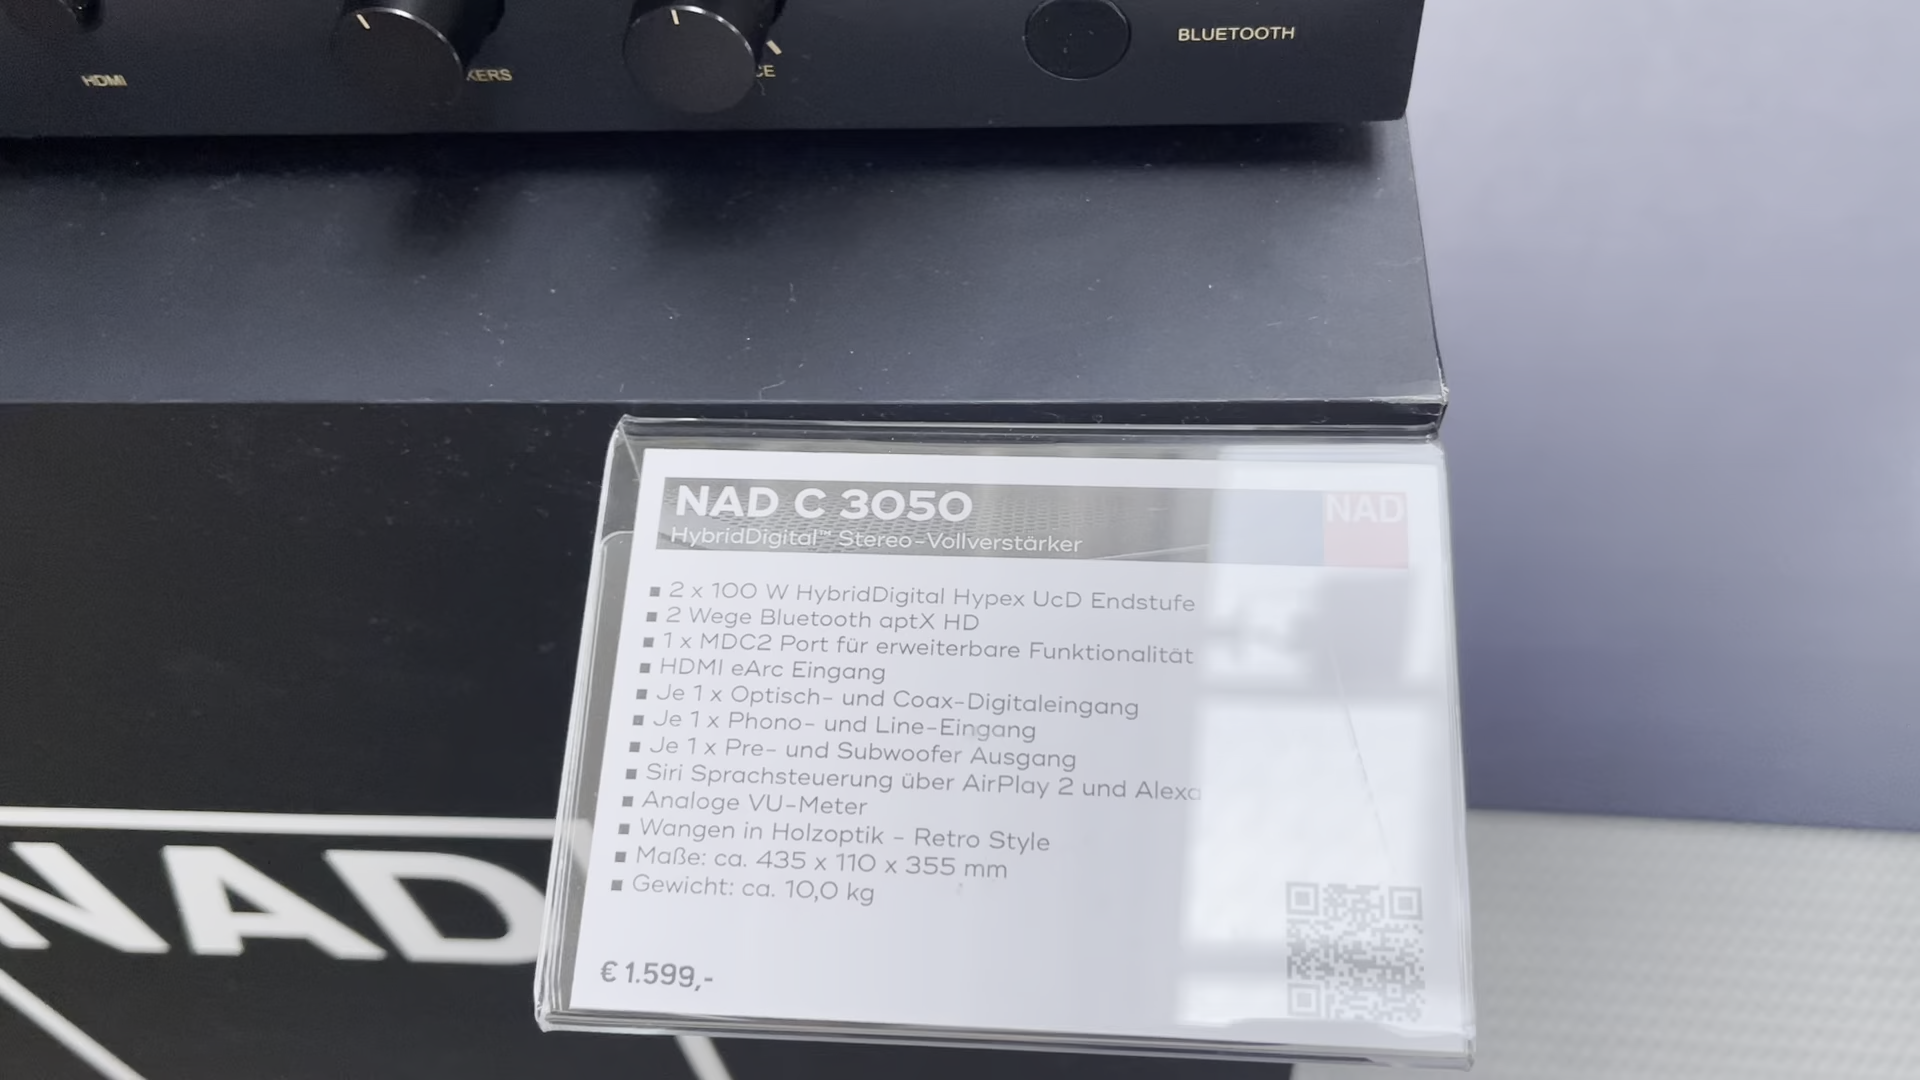 HDMI
KERS
CE
BLUETOOTH
NAD C 3050
NAD
HybridDigital™ Stereo-Vollverstärker
▪ 2 x 100 W HybridDigital Hypex UcD Endstufe
▪ 2 Wege Bluetooth aptX HD
▪ 1 x MDC2 Port für erweiterbare Funktionalität
▪ HDMI eArc Eingang
▪ Je 1 x Optisch- und Coax-Digitaleingang
▪ Je 1 x Phono- und Line-Eingang
▪ Je 1 x Pre- und Subwoofer Ausgang
▪ Siri Sprachsteuerung über AirPlay 2 und Alexa
▪ Analoge VU-Meter
▪ Wangen in Holzoptik - Retro Style
▪ Maße: ca. 435 x 110 x 355 mm
▪ Gewicht: ca. 10,0 kg
€ 1.599,-
NAD